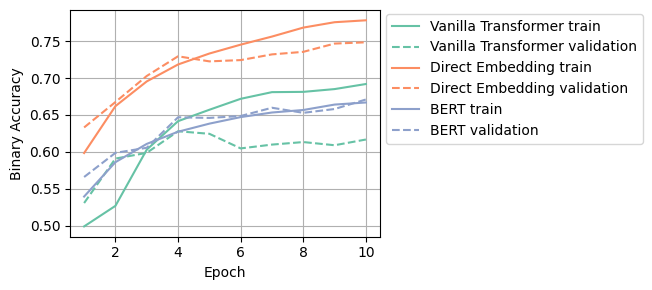 Binary Accuracy
0.75
0.70
0.65
0.60
0.55
0.50
2
4
6
8
10
Epoch
Vanilla Transformer train
Vanilla Transformer validation
Direct Embedding train
Direct Embedding validation
BERT train
BERT validation